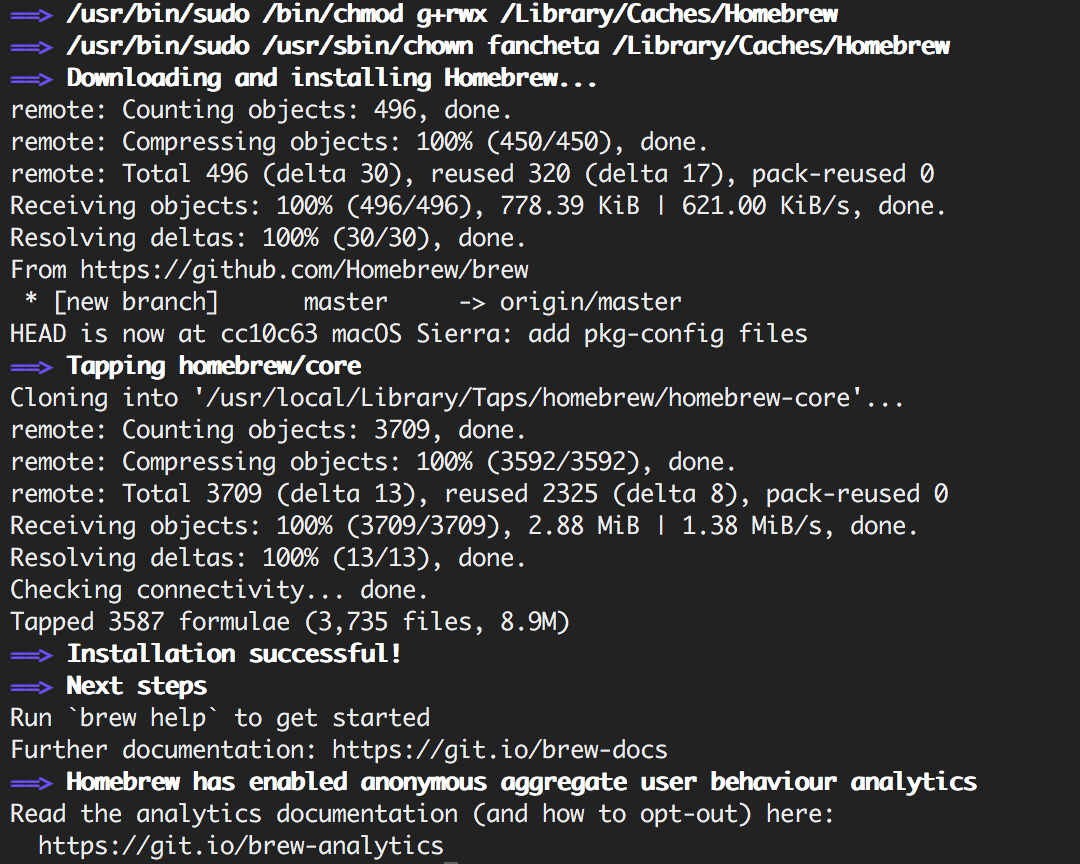 ==> /usr/bin/sudo /bin/chmod g+rwx /Library/Caches/Homebrew
==> /usr/bin/sudo /usr/sbin/chown fancheta /Library/Caches/Homebrew
==> Downloading and installing Homebrew...
remote: Counting objects: 496, done.
remote: Compressing objects: 100% (450/450), done.
remote: Total 496 (delta 30), reused 320 (delta 17), pack-reused 0
Receiving objects: 100% (496/496), 778.39 KiB | 621.00 KiB/s, done.
Resolving deltas: 100% (30/30), done.
From https://github.com/Homebrew/brew
 * [new branch]      master     -> origin/master
HEAD is now at cc10c63 macOS Sierra: add pkg-config files
==> Tapping homebrew/core
Cloning into '/usr/local/Library/Taps/homebrew/homebrew-core'...
remote: Counting objects: 3709, done.
remote: Compressing objects: 100% (3592/3592), done.
remote: Total 3709 (delta 13), reused 2325 (delta 8), pack-reused 0
Receiving objects: 100% (3709/3709), 2.88 MiB | 1.38 MiB/s, done.
Resolving deltas: 100% (13/13), done.
Checking connectivity... done.
Tapped 3587 formulae (3,735 files, 8.9M)
==> Installation successful!
==> Next steps
Run `brew help` to get started
Further documentation: https://git.io/brew-docs
==> Homebrew has enabled anonymous aggregate user behaviour analytics
Read the analytics documentation (and how to opt-out) here:
  https://git.io/brew-analytics